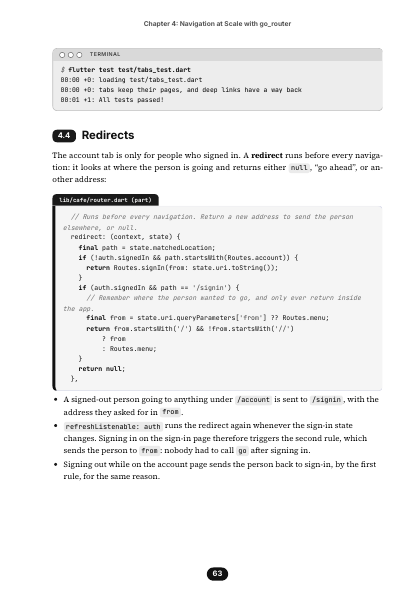 Chapter 4: Navigation at Scale with go_router
TERMINAL
$ flutter test test/tabs_test.dart
00:00 +0: loading test/tabs_test.dart
00:00 +0: tabs keep their pages, and deep links have a way back
00:01 +1: All tests passed!
4.4 Redirects
The account tab is only for people who signed in. A redirect runs before every naviga-
tion: it looks at where the person is going and returns either null, “go ahead”, or an-
other address:
lib/cafe/router.dart (part)
// Runs before every navigation. Return a new address to send the person
elsewhere, or null.
redirect: (context, state) {
final path = state.matchedLocation;
if (!auth.signedIn && path.startsWith(Routes.account)) {
return Routes.signIn(from: state.uri.toString());
}
if (auth.signedIn && path == '/signin') {
// Remember where the person wanted to go, and only ever return inside
the app.
final from = state.uri.queryParameters['from'] ?? Routes.menu;
return from.startsWith('/') && !from.startsWith('//')
? from
: Routes.menu;
}
return null;
},
• A signed-out person going to anything under /account is sent to /signin, with the
address they asked for in from.
• refreshListenable: auth runs the redirect again whenever the sign-in state
changes. Signing in on the sign-in page therefore triggers the second rule, which
sends the person to from: nobody had to call go after signing in.
• Signing out while on the account page sends the person back to sign-in, by the first
rule, for the same reason.
63